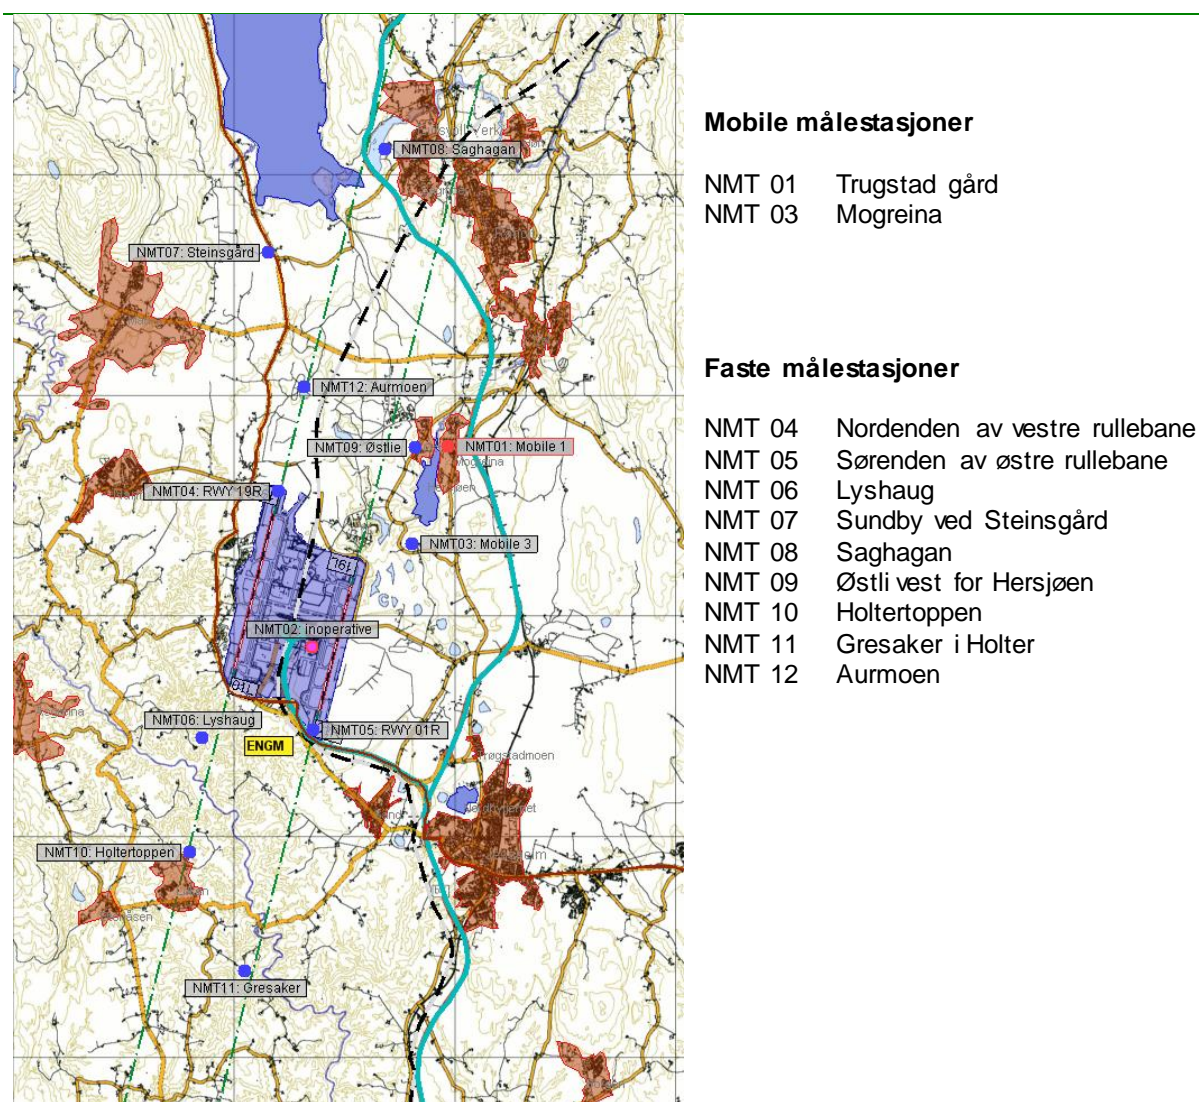 NMT08: Saghagan
NMT07: Steinsgård
NMT12: Aurmoen
NMT09: Østlie
NMT01: Mobile 1
Mogreina
NMT04: RWY 19R
NMT03: Mobile 3
19L
NMT02: inoperative
01L
NMT06: Lyshaug
NMT05: RWY 01R
ENGM
NMT10: Holtertoppen
NMT11: Gresaker
Mobile målestasjoner
NMT 01 Trugstad gård
NMT 03 Mogreina
Faste målestasjoner
NMT 04 Nordenden av vestre rullebane
NMT 05 Sørenden av østre rullebane
NMT 06 Lyshaug
NMT 07 Sundby ved Steinsgård
NMT 08 Saghagan
NMT 09 Østli vest for Hersjøen
NMT 10 Holtertoppen
NMT 11 Gresaker i Holter
NMT 12 Aurmoen